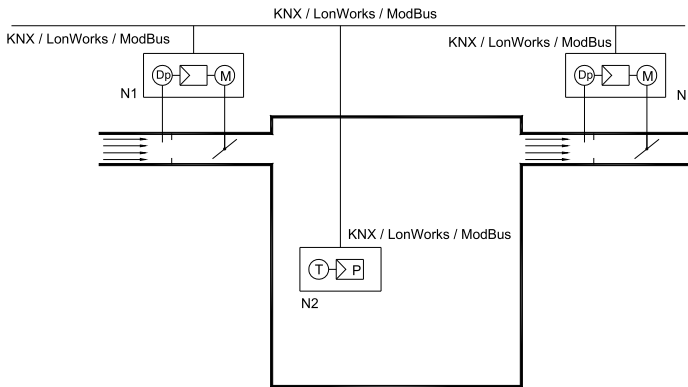 KNX / LonWorks / ModBus
KNX / LonWorks / ModBus
KNX / LonWorks / ModBus
Dp
M
Dp
M
N1
N
KNX / LonWorks / ModBus
T
P
N2